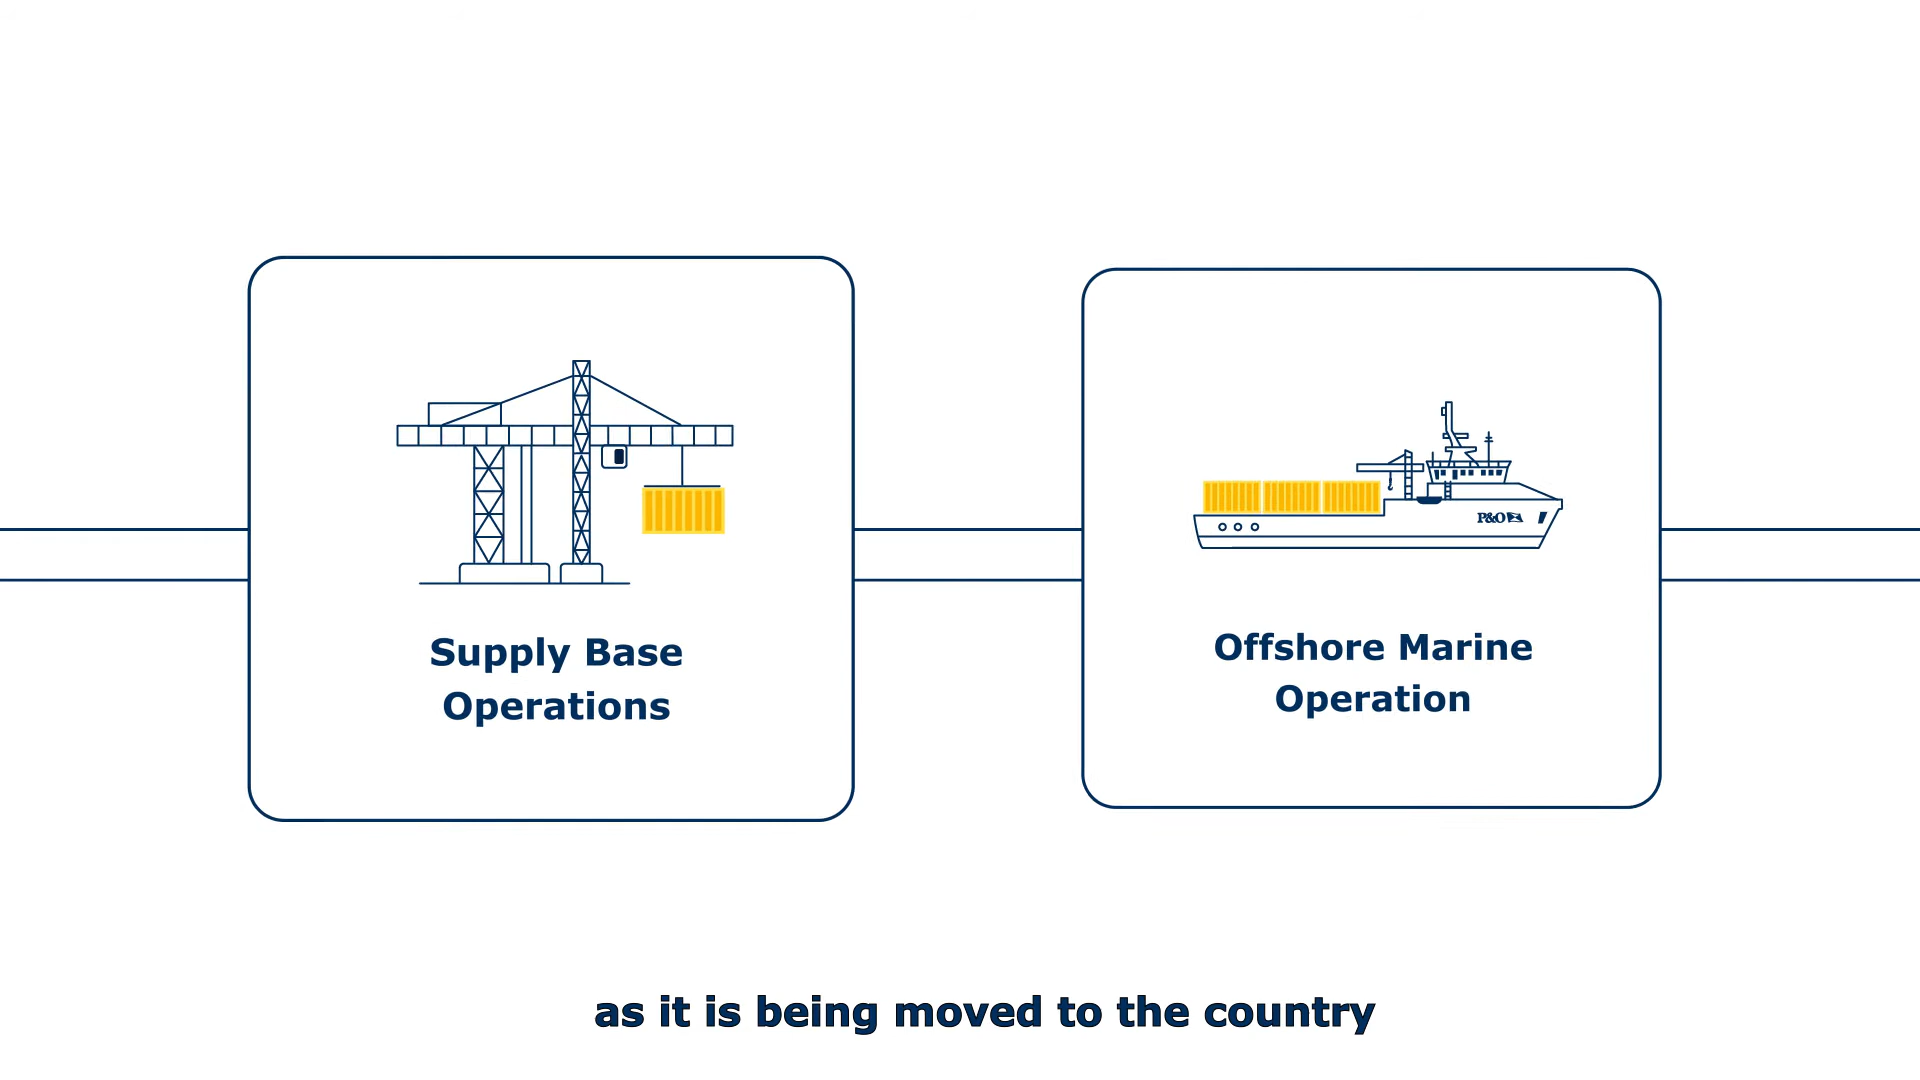 Supply Base
Operations
Offshore Marine
Operation
P&O
as it is being moved to the country